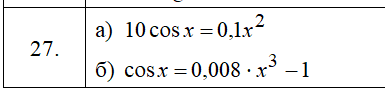 27.
а) 10 cos x = 0,1x²
б) cos x = 0,008 · x³ − 1